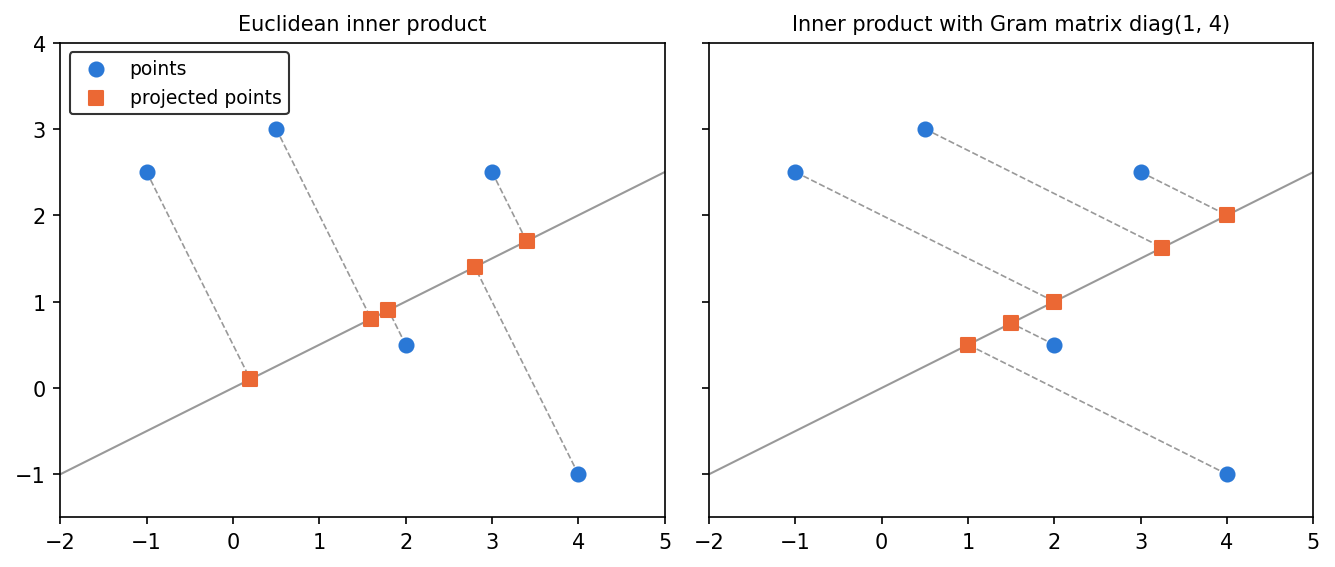 Euclidean inner product
Inner product with Gram matrix diag(1, 4)
points
projected points
4
3
2
1
0
−1
−2 −1 0 1 2 3 4 5
−2 −1 0 1 2 3 4 5